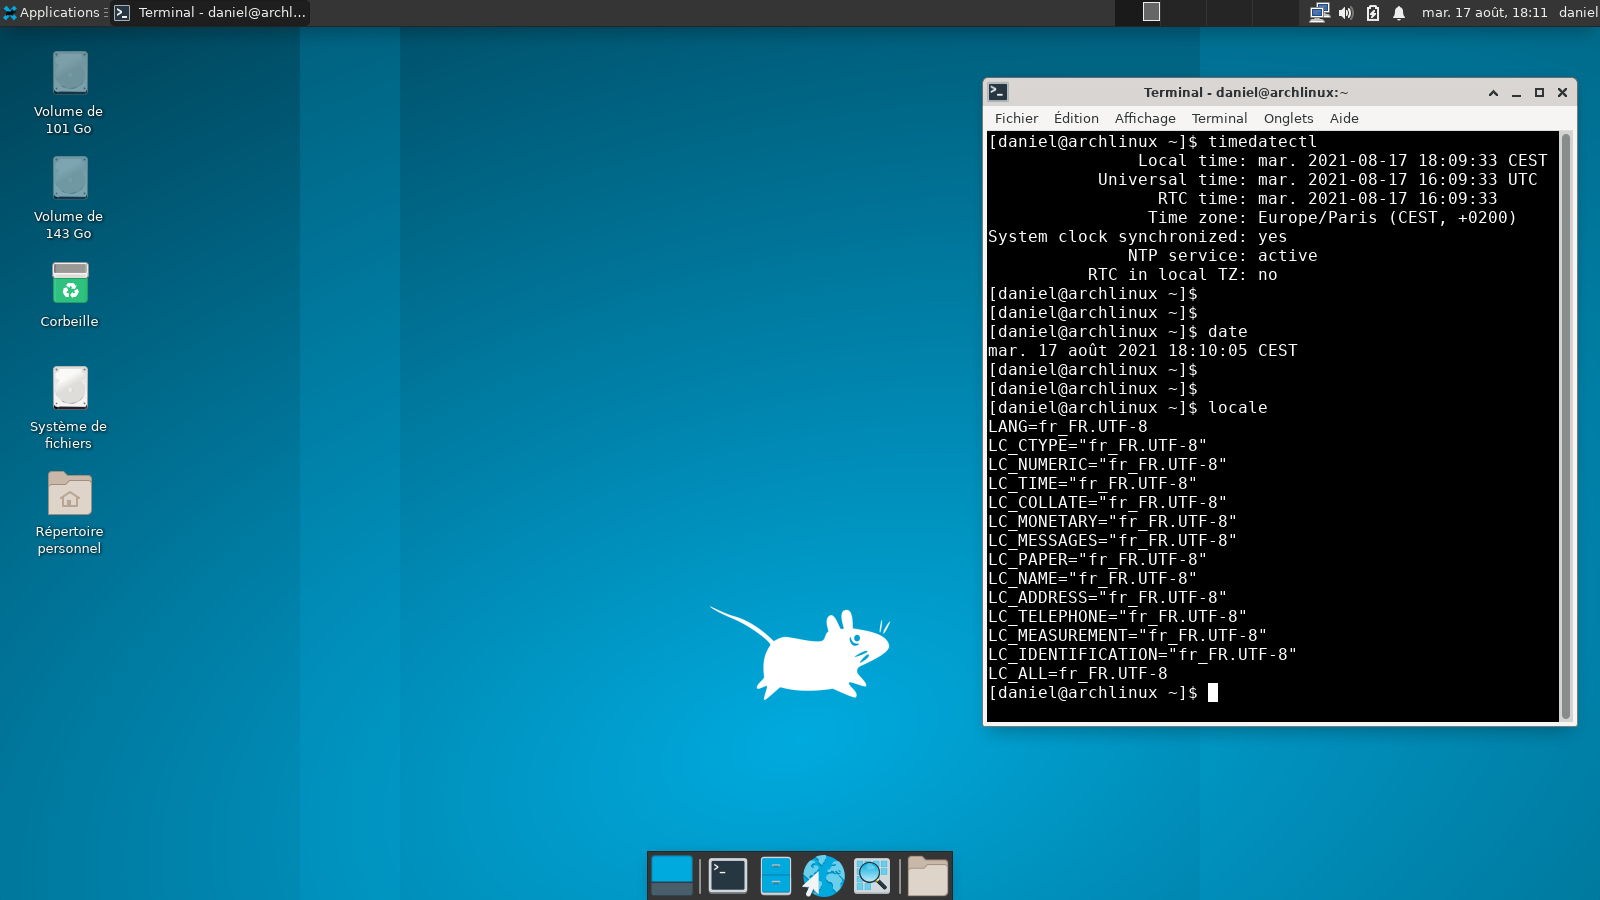 Applications
Terminal - daniel@archl...
mar. 17 août, 18:11
daniel
Volume de
101 Go
Volume de
143 Go
Corbeille
Système de
fichiers
Répertoire
personnel
Terminal - daniel@archlinux:~
Fichier Édition Affichage Terminal Onglets Aide
[daniel@archlinux ~]$ timedatectl
Local time: mar. 2021-08-17 18:09:33 CEST
Universal time: mar. 2021-08-17 16:09:33 UTC
RTC time: mar. 2021-08-17 16:09:33
Time zone: Europe/Paris (CEST, +0200)
System clock synchronized: yes
NTP service: active
RTC in local TZ: no
[daniel@archlinux ~]$
[daniel@archlinux ~]$
[daniel@archlinux ~]$ date
mar. 17 août 2021 18:10:05 CEST
[daniel@archlinux ~]$
[daniel@archlinux ~]$
[daniel@archlinux ~]$ locale
LANG=fr_FR.UTF-8
LC_CTYPE="fr_FR.UTF-8"
LC_NUMERIC="fr_FR.UTF-8"
LC_TIME="fr_FR.UTF-8"
LC_COLLATE="fr_FR.UTF-8"
LC_MONETARY="fr_FR.UTF-8"
LC_MESSAGES="fr_FR.UTF-8"
LC_PAPER="fr_FR.UTF-8"
LC_NAME="fr_FR.UTF-8"
LC_ADDRESS="fr_FR.UTF-8"
LC_TELEPHONE="fr_FR.UTF-8"
LC_MEASUREMENT="fr_FR.UTF-8"
LC_IDENTIFICATION="fr_FR.UTF-8"
LC_ALL=fr_FR.UTF-8
[daniel@archlinux ~]$